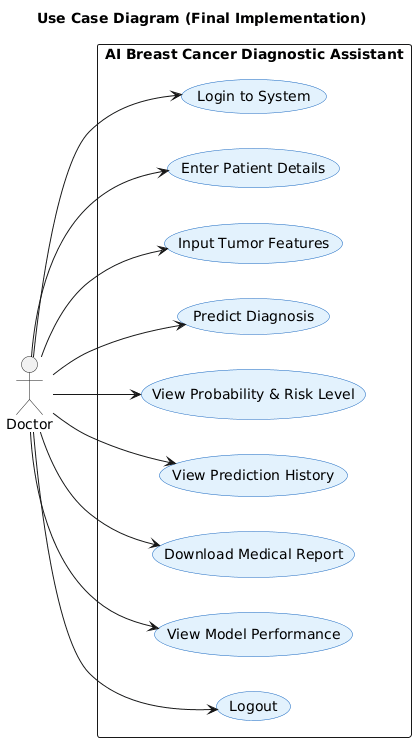 Use Case Diagram (Final Implementation)
AI Breast Cancer Diagnostic Assistant
Login to System
Enter Patient Details
Input Tumor Features
Predict Diagnosis
View Probability & Risk Level
Doctor
View Prediction History
Download Medical Report
View Model Performance
Logout